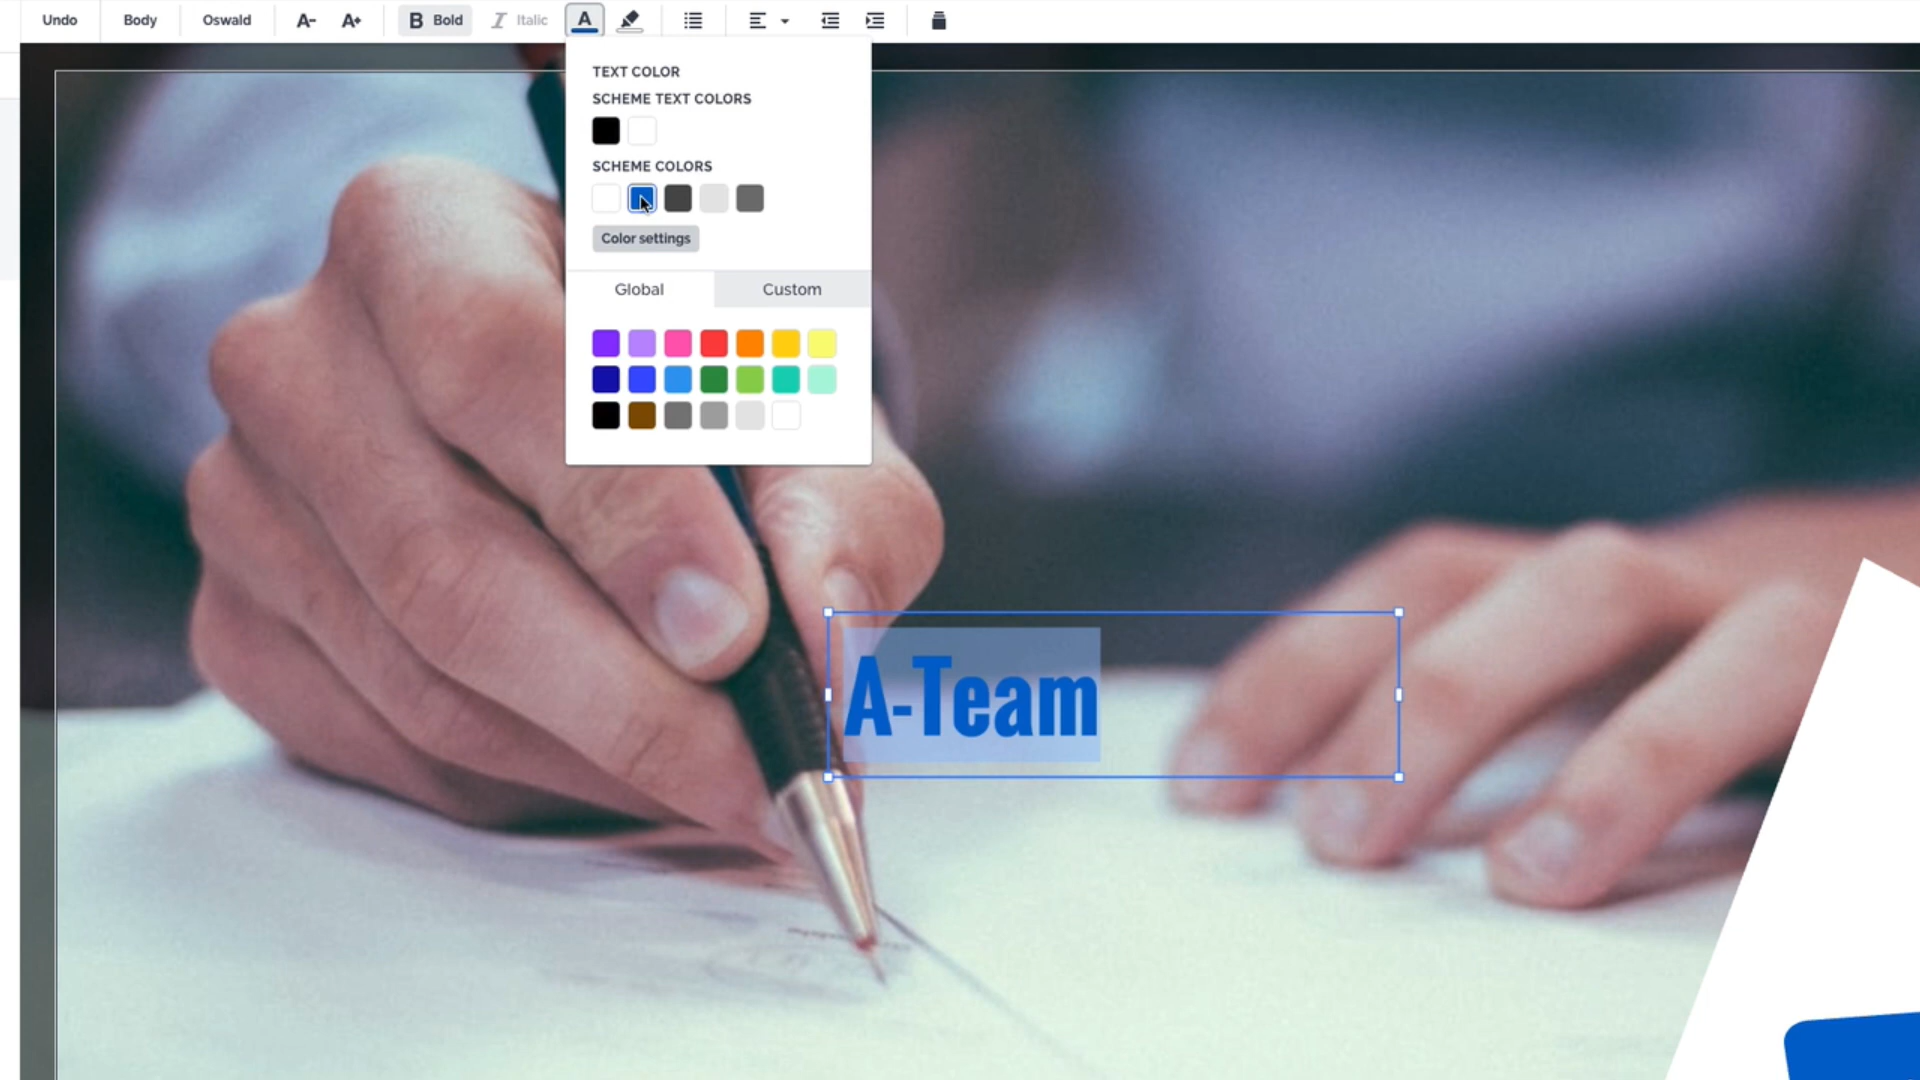 Undo Body Oswald A- A+ B Bold I Italic A
TEXT COLOR
SCHEME TEXT COLORS
SCHEME COLORS
Color settings
Global Custom
A-Team